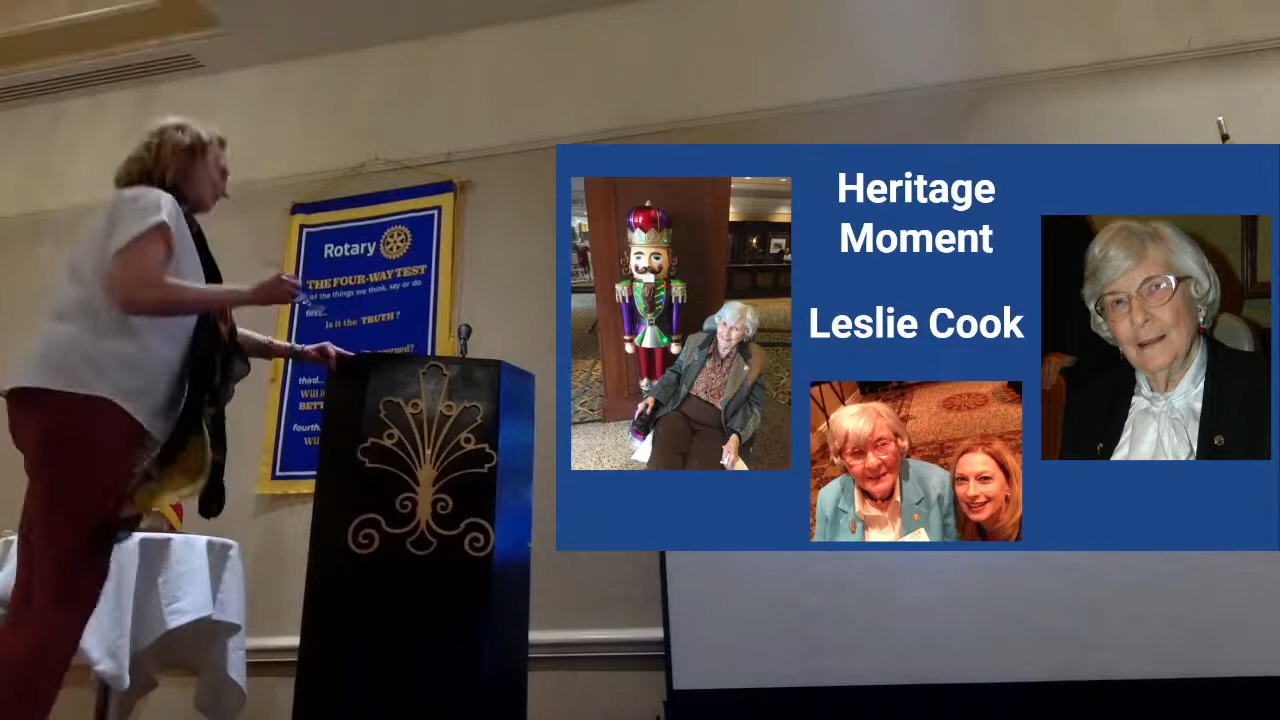 Rotary
THE FOUR-WAY TEST
of the things we think, say or do
first...
Is it the TRUTH?
third...
fourth.
Heritage
Moment
Leslie Cook